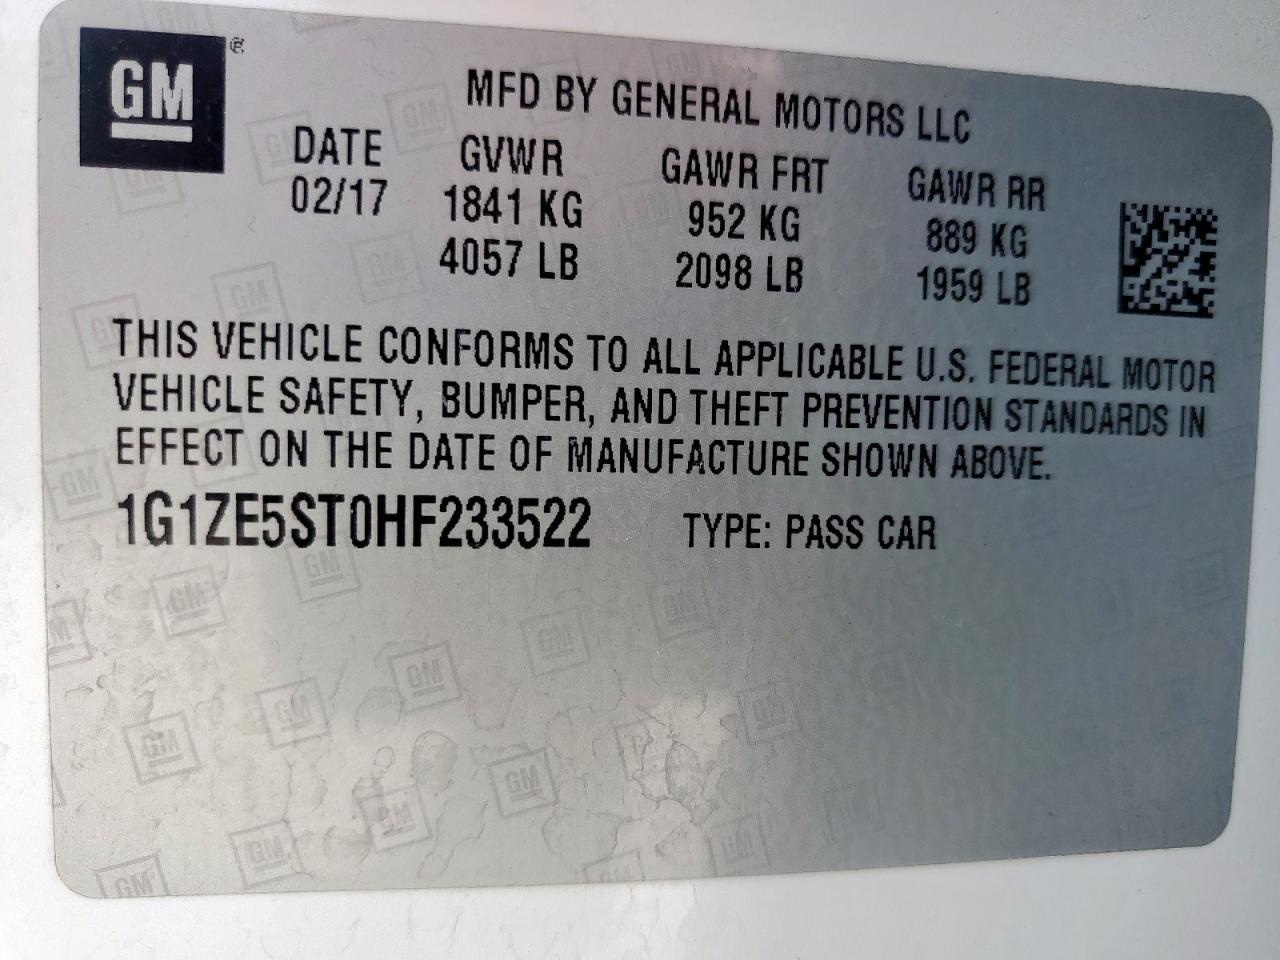 GM ®
MFD BY GENERAL MOTORS LLC
DATE GVWR GAWR FRT GAWR RR
02/17 1841 KG 952 KG 889 KG
4057 LB 2098 LB 1959 LB
THIS VEHICLE CONFORMS TO ALL APPLICABLE U.S. FEDERAL MOTOR
VEHICLE SAFETY, BUMPER, AND THEFT PREVENTION STANDARDS IN
EFFECT ON THE DATE OF MANUFACTURE SHOWN ABOVE.
1G1ZE5ST0HF233522 TYPE: PASS CAR